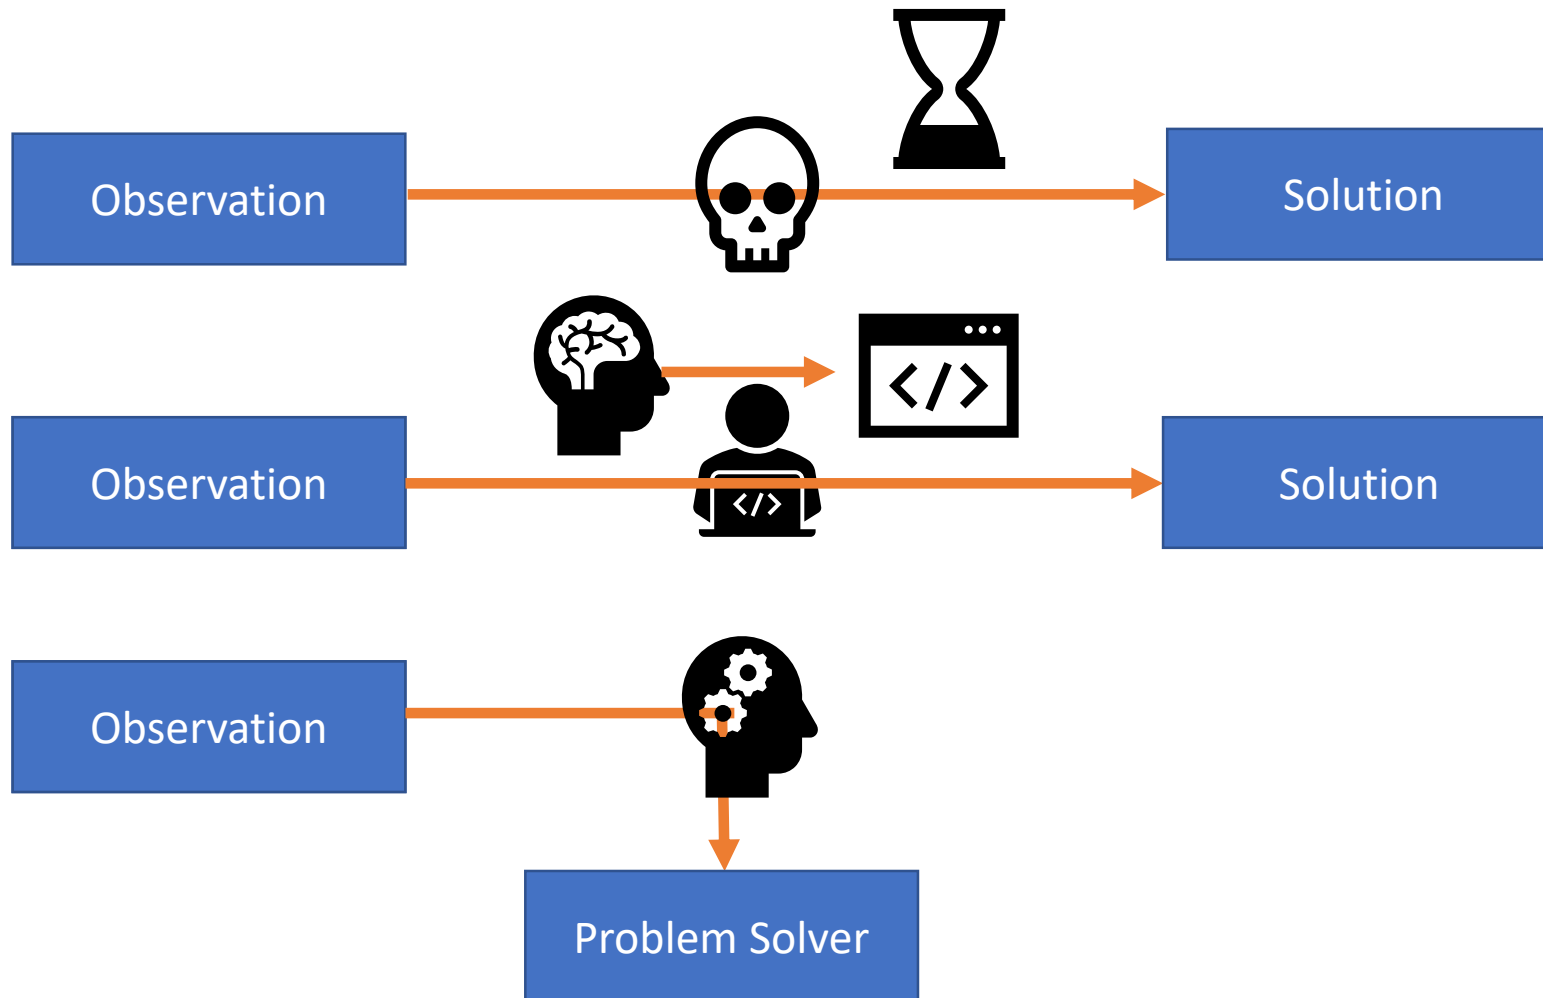 Observation
Solution
</>
Observation
</>
Solution
Observation
Problem Solver